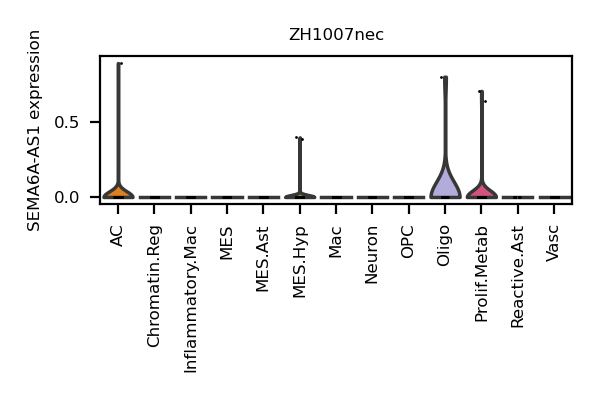 ZH1007nec
SEMA6A-AS1 expression
0.5
0.0
AC
Chromatin.Reg
Inflammatory.Mac
MES
MES.Ast
MES.Hyp
Mac
Neuron
OPC
Oligo
Prolif.Metab
Reactive.Ast
Vasc